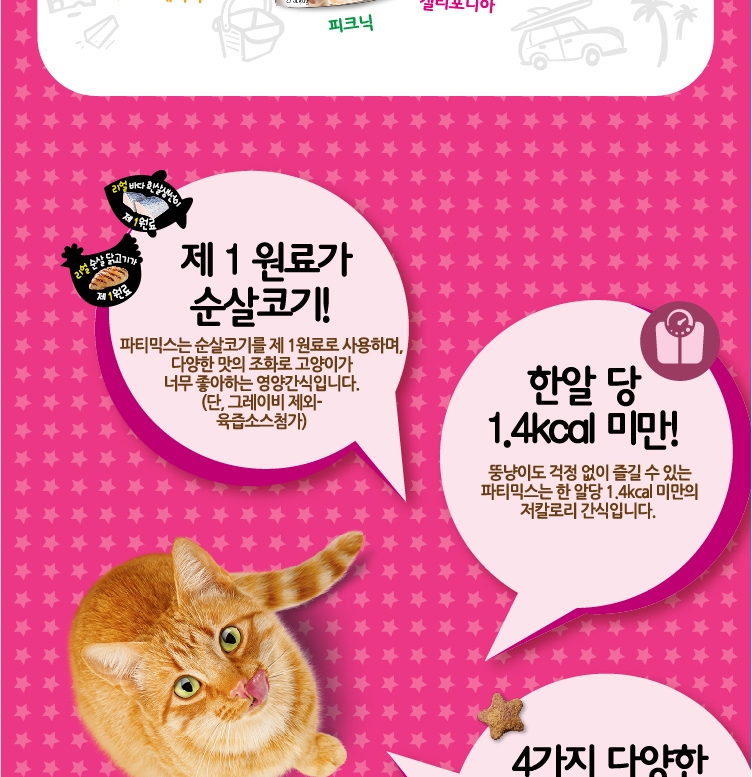 캘리포니아
피크닉
리얼 바다 흰살생선이
제 1원료
리얼 순살 닭고기가
제 1원료
제 1 원료가
순살코기!
파티믹스는 순살코기를 제 1원료로 사용하며,
다양한 맛의 조화로 고양이가
너무 좋아하는 영양간식입니다.
(단, 그레이비 제외-
육즙소스첨가)
한알 당
1.4kcal 미만!
뚱냥이도 걱정 없이 즐길 수 있는
파티믹스는 한 알당 1.4kcal 미만의
저칼로리 간식입니다.
4가지 다양한